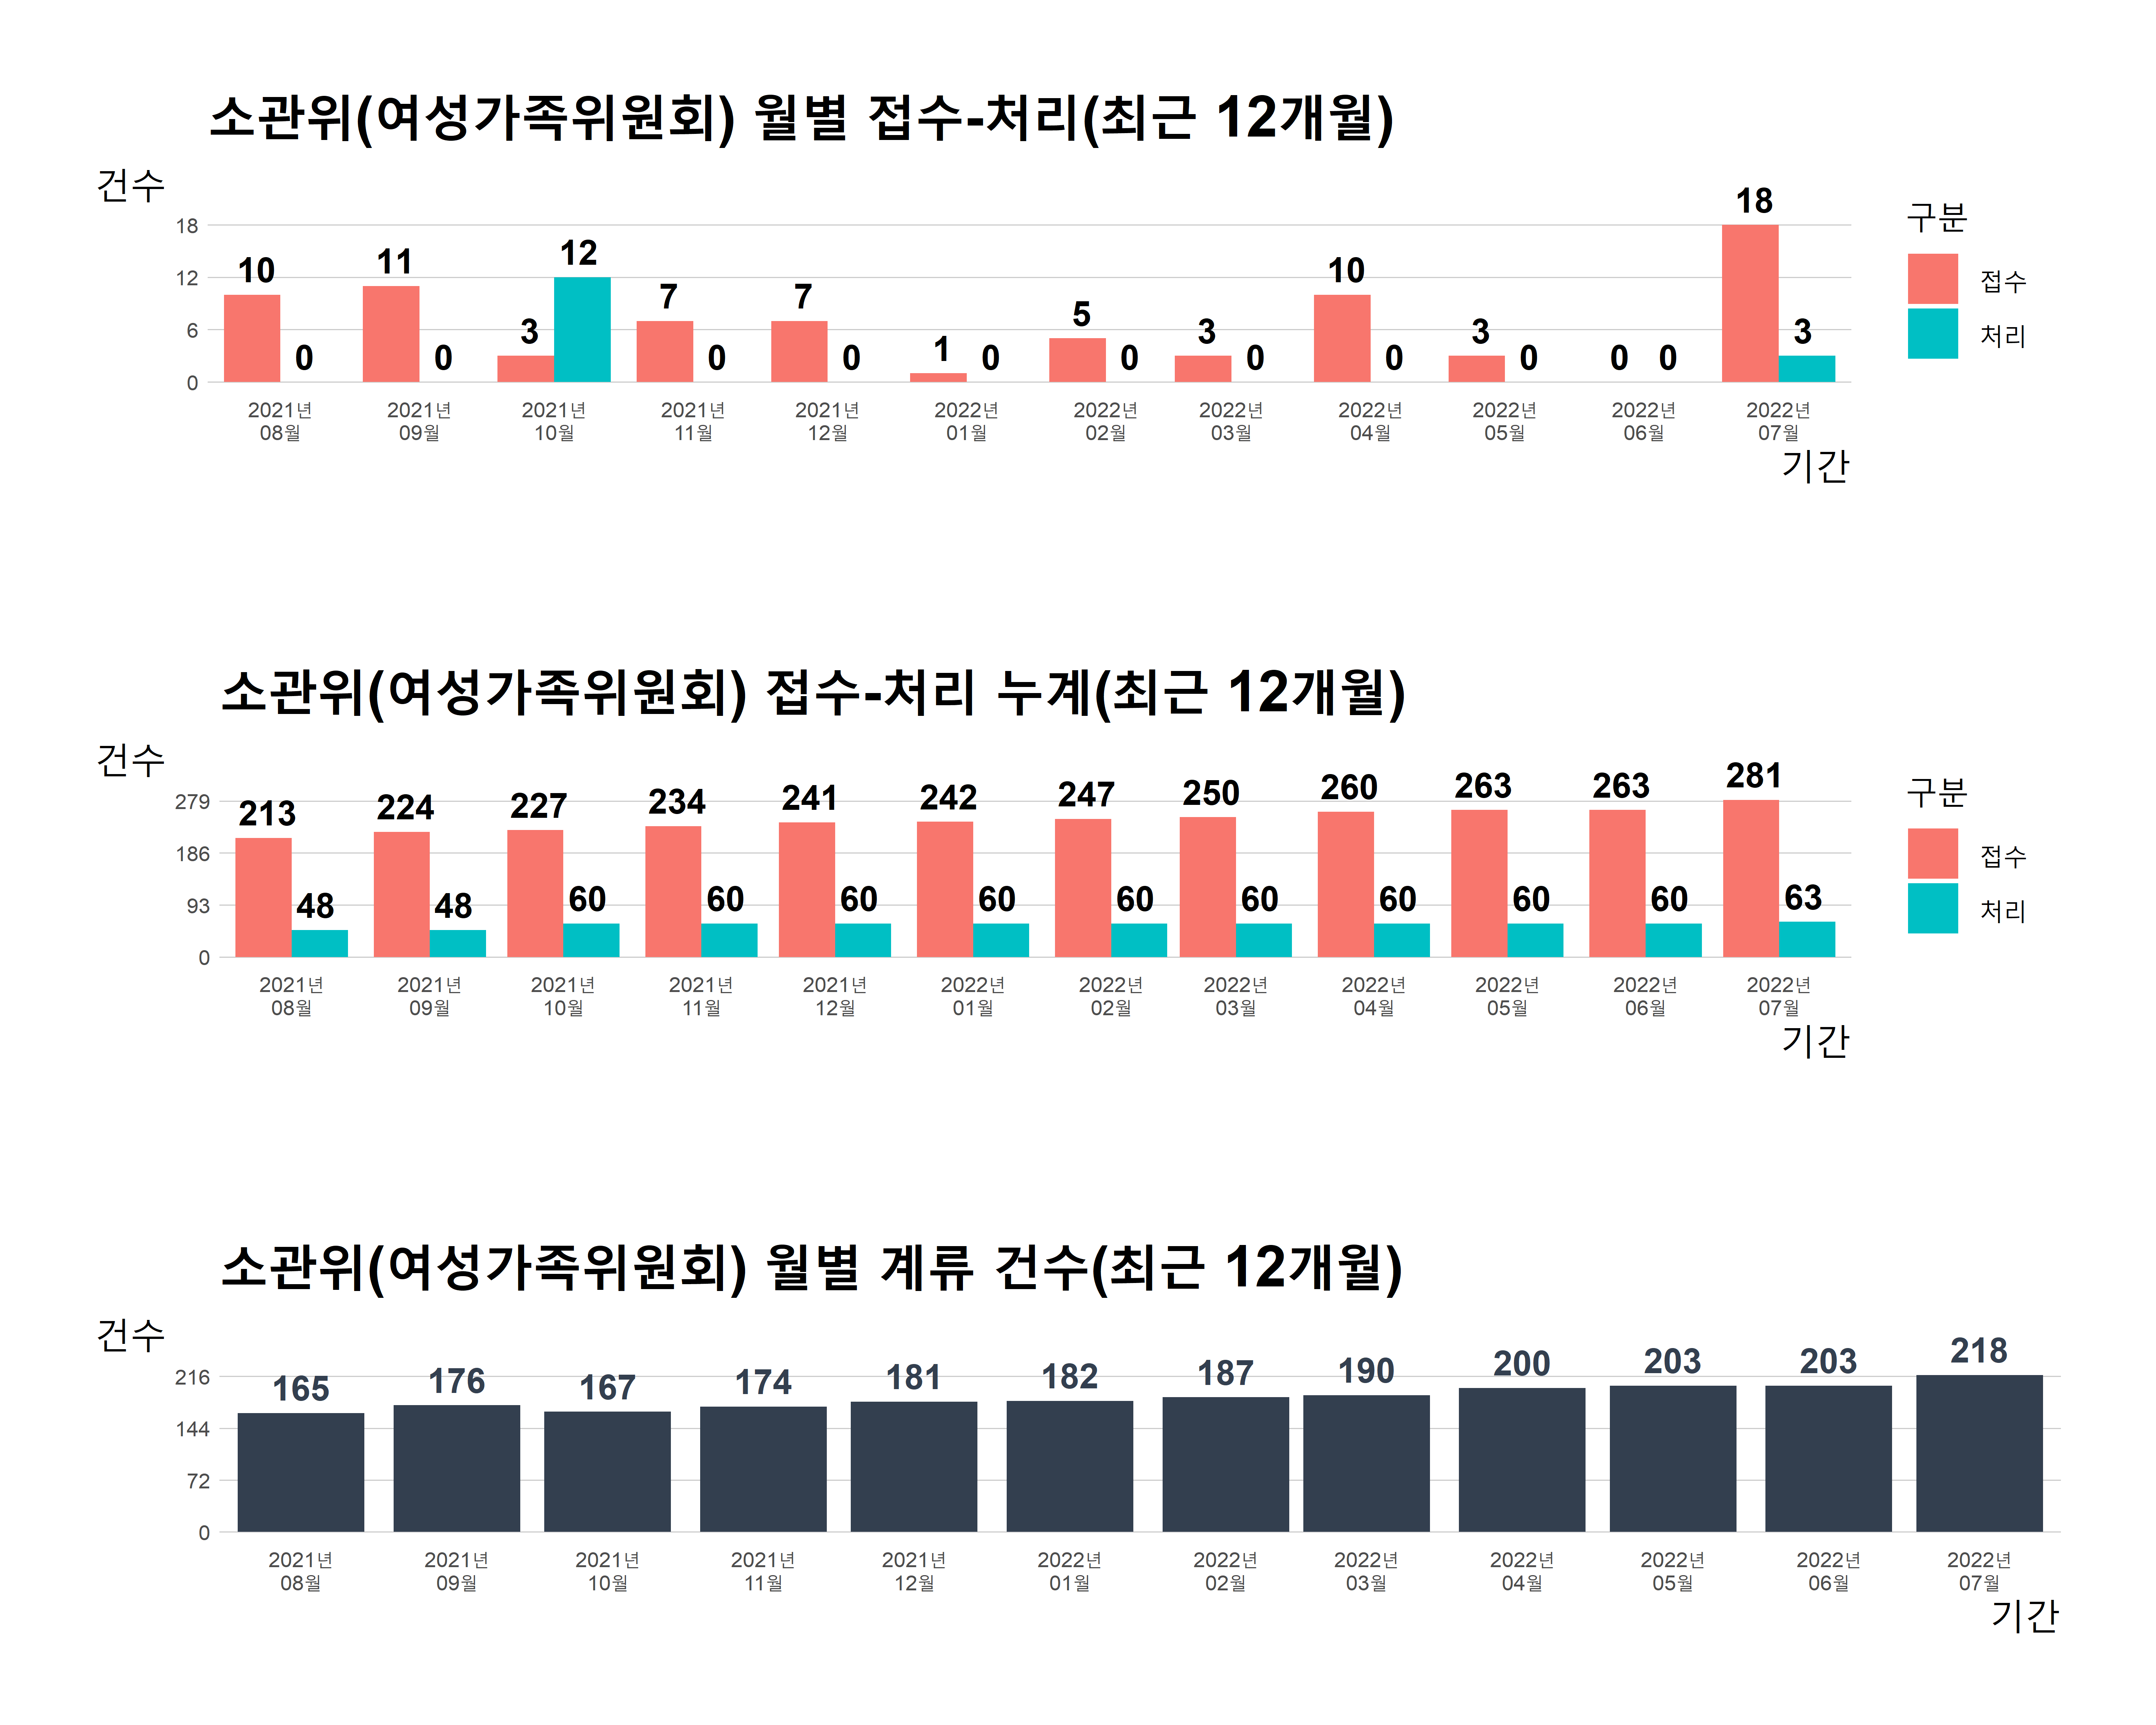 소관위(여성가족위원회) 월별 접수-처리(최근 12개월)
건수
구분
접수
처리
18
12
6
0
10 0 11 0 3 12 7 0 7 0 1 0 5 0 3 0 10 0 3 0 0 0 18 3
2021년 2021년 2021년 2021년 2021년 2022년 2022년 2022년 2022년 2022년 2022년 2022년
08월 09월 10월 11월 12월 01월 02월 03월 04월 05월 06월 07월
기간
소관위(여성가족위원회) 접수-처리 누계(최근 12개월)
건수
구분
접수
처리
279
186
93
0
213 48 224 48 227 60 234 60 241 60 242 60 247 60 250 60 260 60 263 60 263 60 281 63
2021년 2021년 2021년 2021년 2021년 2022년 2022년 2022년 2022년 2022년 2022년 2022년
08월 09월 10월 11월 12월 01월 02월 03월 04월 05월 06월 07월
기간
소관위(여성가족위원회) 월별 계류 건수(최근 12개월)
건수
216
144
72
0
165 176 167 174 181 182 187 190 200 203 203 218
2021년 2021년 2021년 2021년 2021년 2022년 2022년 2022년 2022년 2022년 2022년 2022년
08월 09월 10월 11월 12월 01월 02월 03월 04월 05월 06월 07월
기간